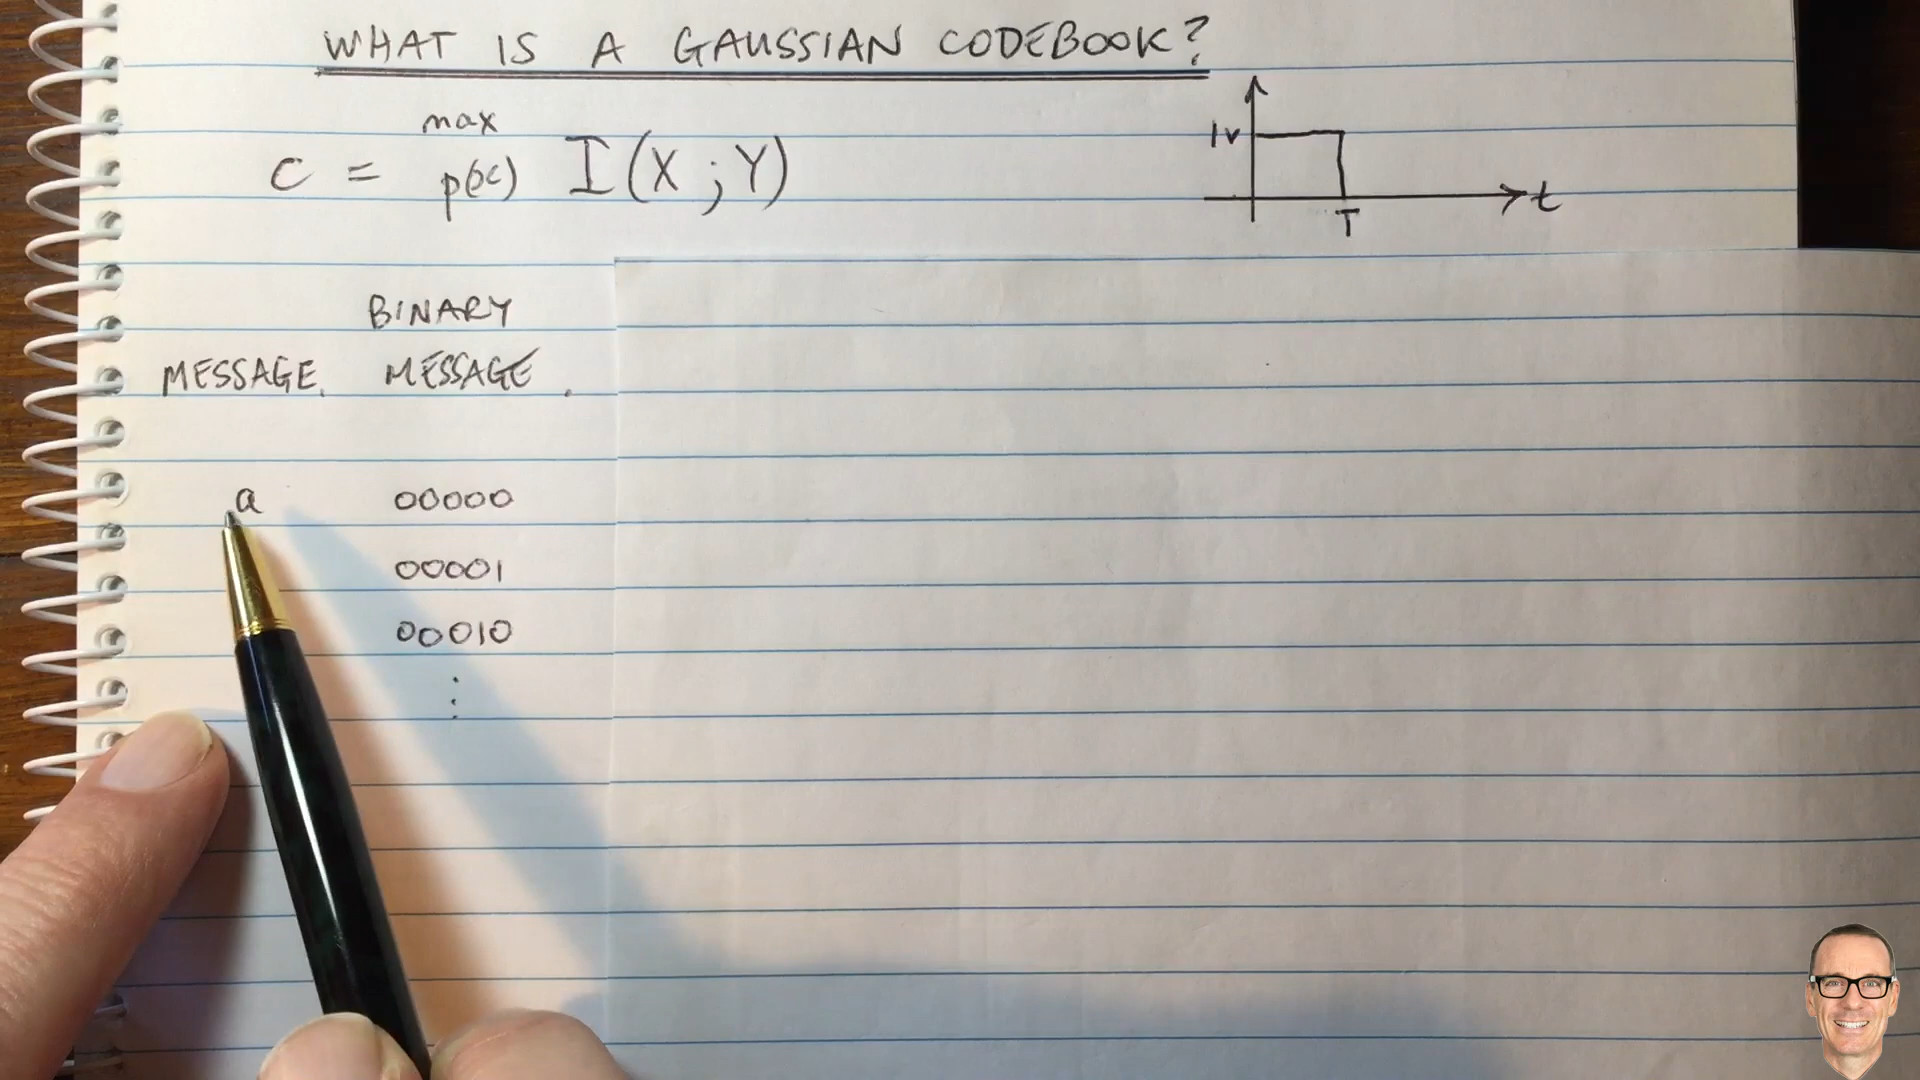 WHAT IS A GAUSSIAN CODEBOOK?
C = max p(x) I(X;Y)
1v
T
t
BINARY
MESSAGE, MESSAGE.
a 00000
00001
00010
⋮